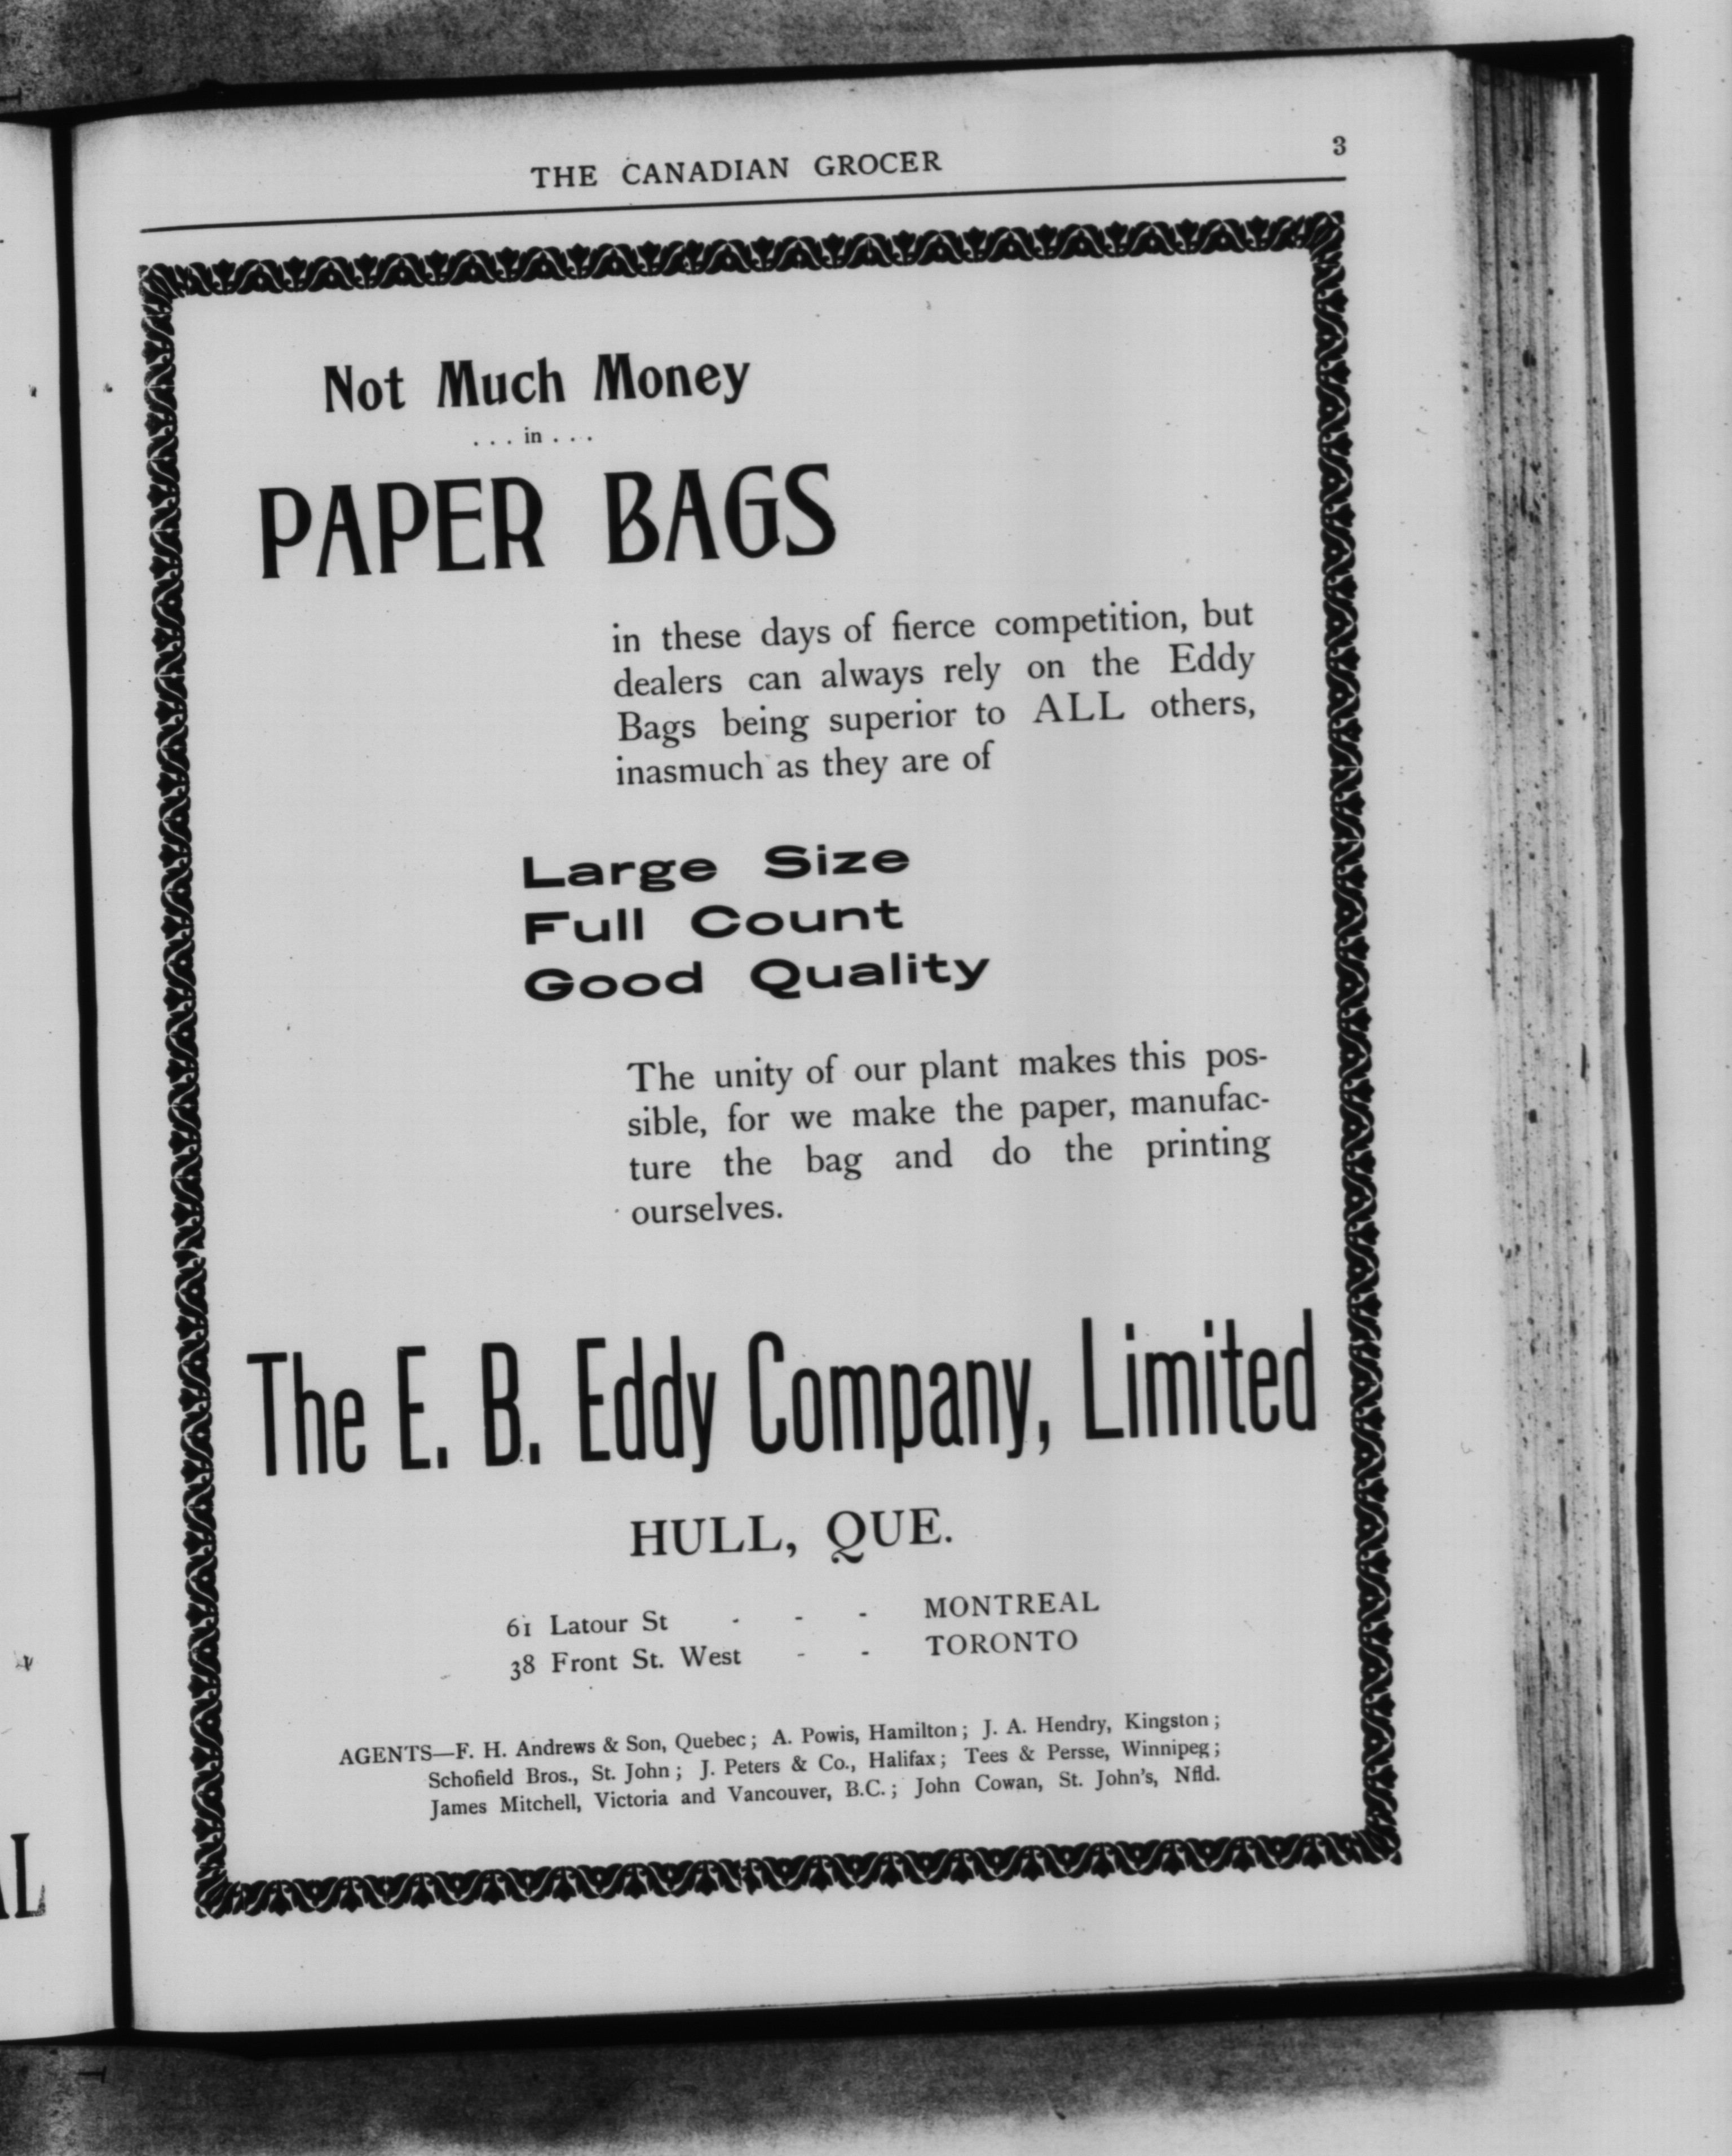 THE CANADIAN GROCER 3
Not Much Money
. . . in . . .
PAPER BAGS
in these days of fierce competition, but
dealers can always rely on the Eddy
Bags being superior to ALL others,
inasmuch as they are of
Large Size
Full Count
Good Quality
The unity of our plant makes this pos-
sible, for we make the paper, manufac-
ture the bag and do the printing
ourselves.
The E. B. Eddy Company, Limited
HULL, QUE.
61 Latour St - - - MONTREAL
38 Front St. West - - TORONTO
AGENTS—F. H. Andrews & Son, Quebec; A. Powis, Hamilton; J. A. Hendry, Kingston;
Schofield Bros., St. John; J. Peters & Co., Halifax; Tees & Persse, Winnipeg;
James Mitchell, Victoria and Vancouver, B.C.; John Cowan, St. John's, Nfld.